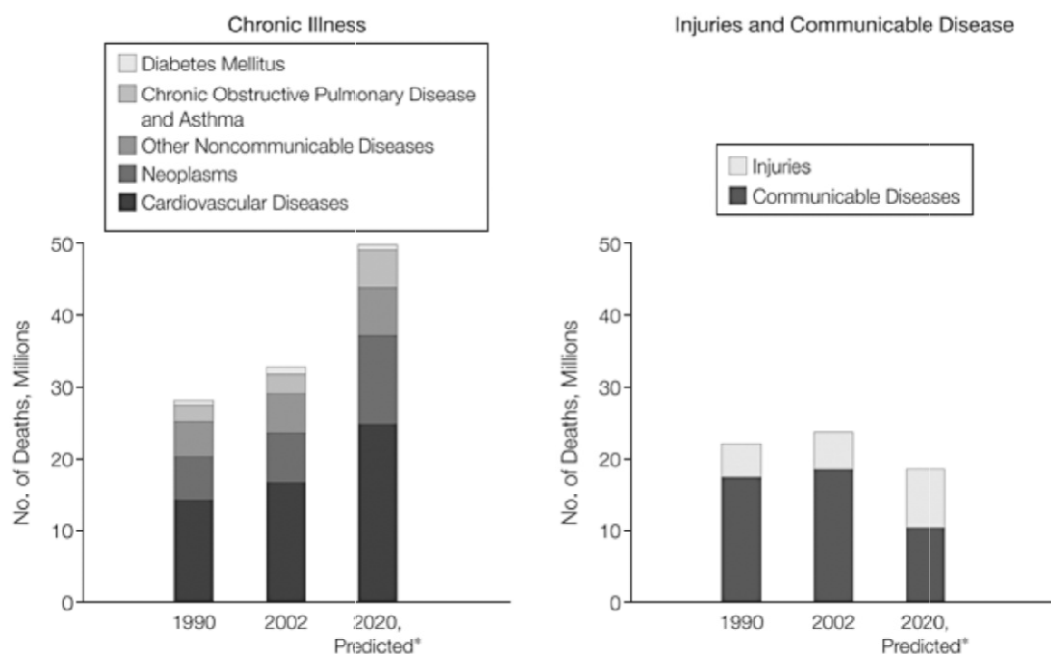 Chronic Illness
Diabetes Mellitus
Chronic Obstructive Pulmonary Disease
and Asthma
Other Noncommunicable Diseases
Neoplasms
Cardiovascular Diseases
No. of Deaths, Millions
50
40
30
20
10
0
1990
2002
2020,
Predicted*
Injuries and Communicable Disease
Injuries
Communicable Diseases
No. of Deaths, Millions
50
40
30
20
10
0
1990
2002
2020,
Predicted*